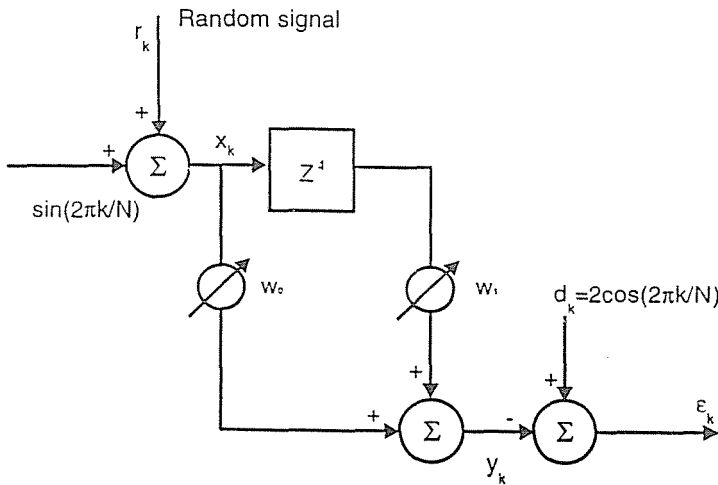 Random signal
r_k
+
+
x_k
Σ
Z^-1
sin(2πk/N)
w_0
w_1
d_k=2cos(2πk/N)
+
+
+
Σ
-
Σ
ε_k
y_k